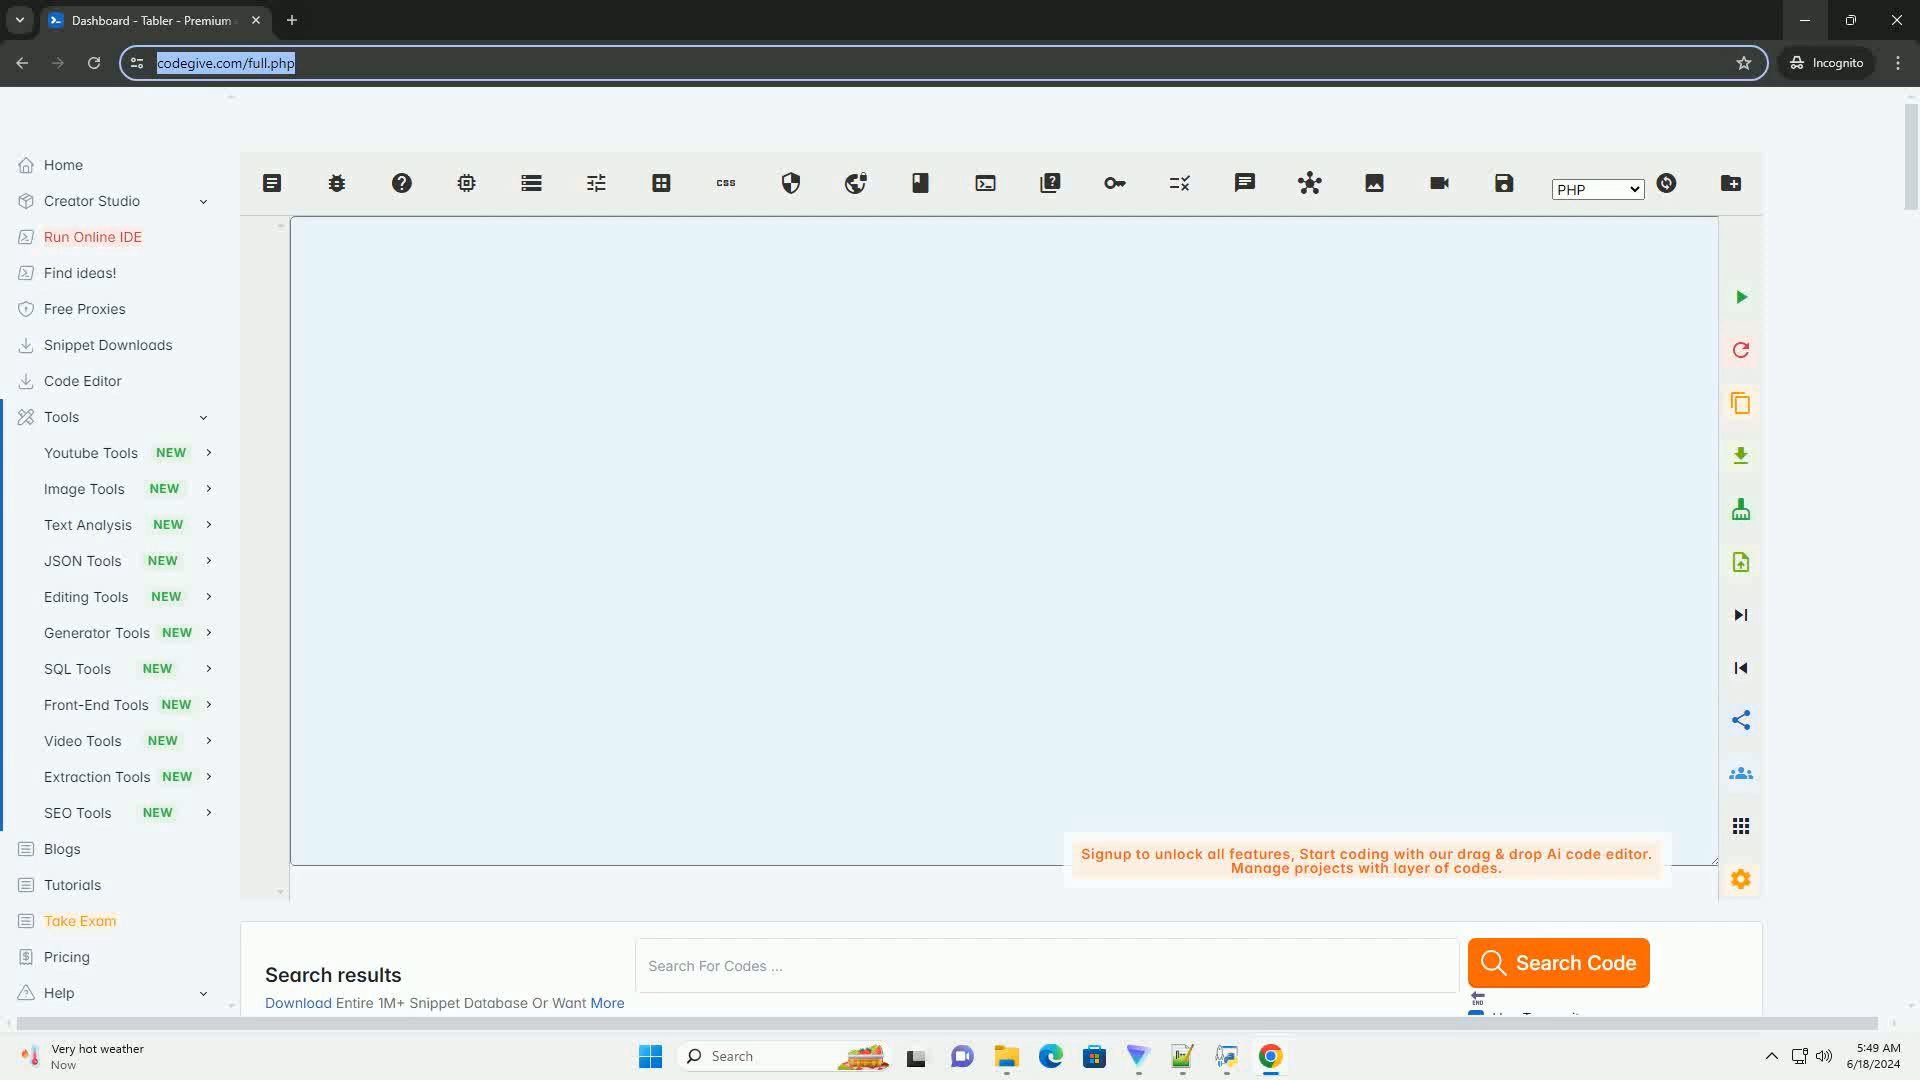 Dashboard - Tabler - Premium
codegive.com/full.php
Incognito
Home
Creator Studio
Run Online IDE
Find ideas!
Free Proxies
Snippet Downloads
Code Editor
Tools
Youtube Tools NEW
Image Tools NEW
Text Analysis NEW
JSON Tools NEW
Editing Tools NEW
Generator Tools NEW
SQL Tools NEW
Front-End Tools NEW
Video Tools NEW
Extraction Tools NEW
SEO Tools NEW
Blogs
Tutorials
Take Exam
Pricing
Help
css
PHP
Signup to unlock all features, Start coding with our drag & drop Ai code editor.
Manage projects with layer of codes.
Search results
Download Entire 1M+ Snippet Database Or Want More
Search For Codes ...
Search Code
END
Very hot weather
Now
Search
5:49 AM
6/18/2024